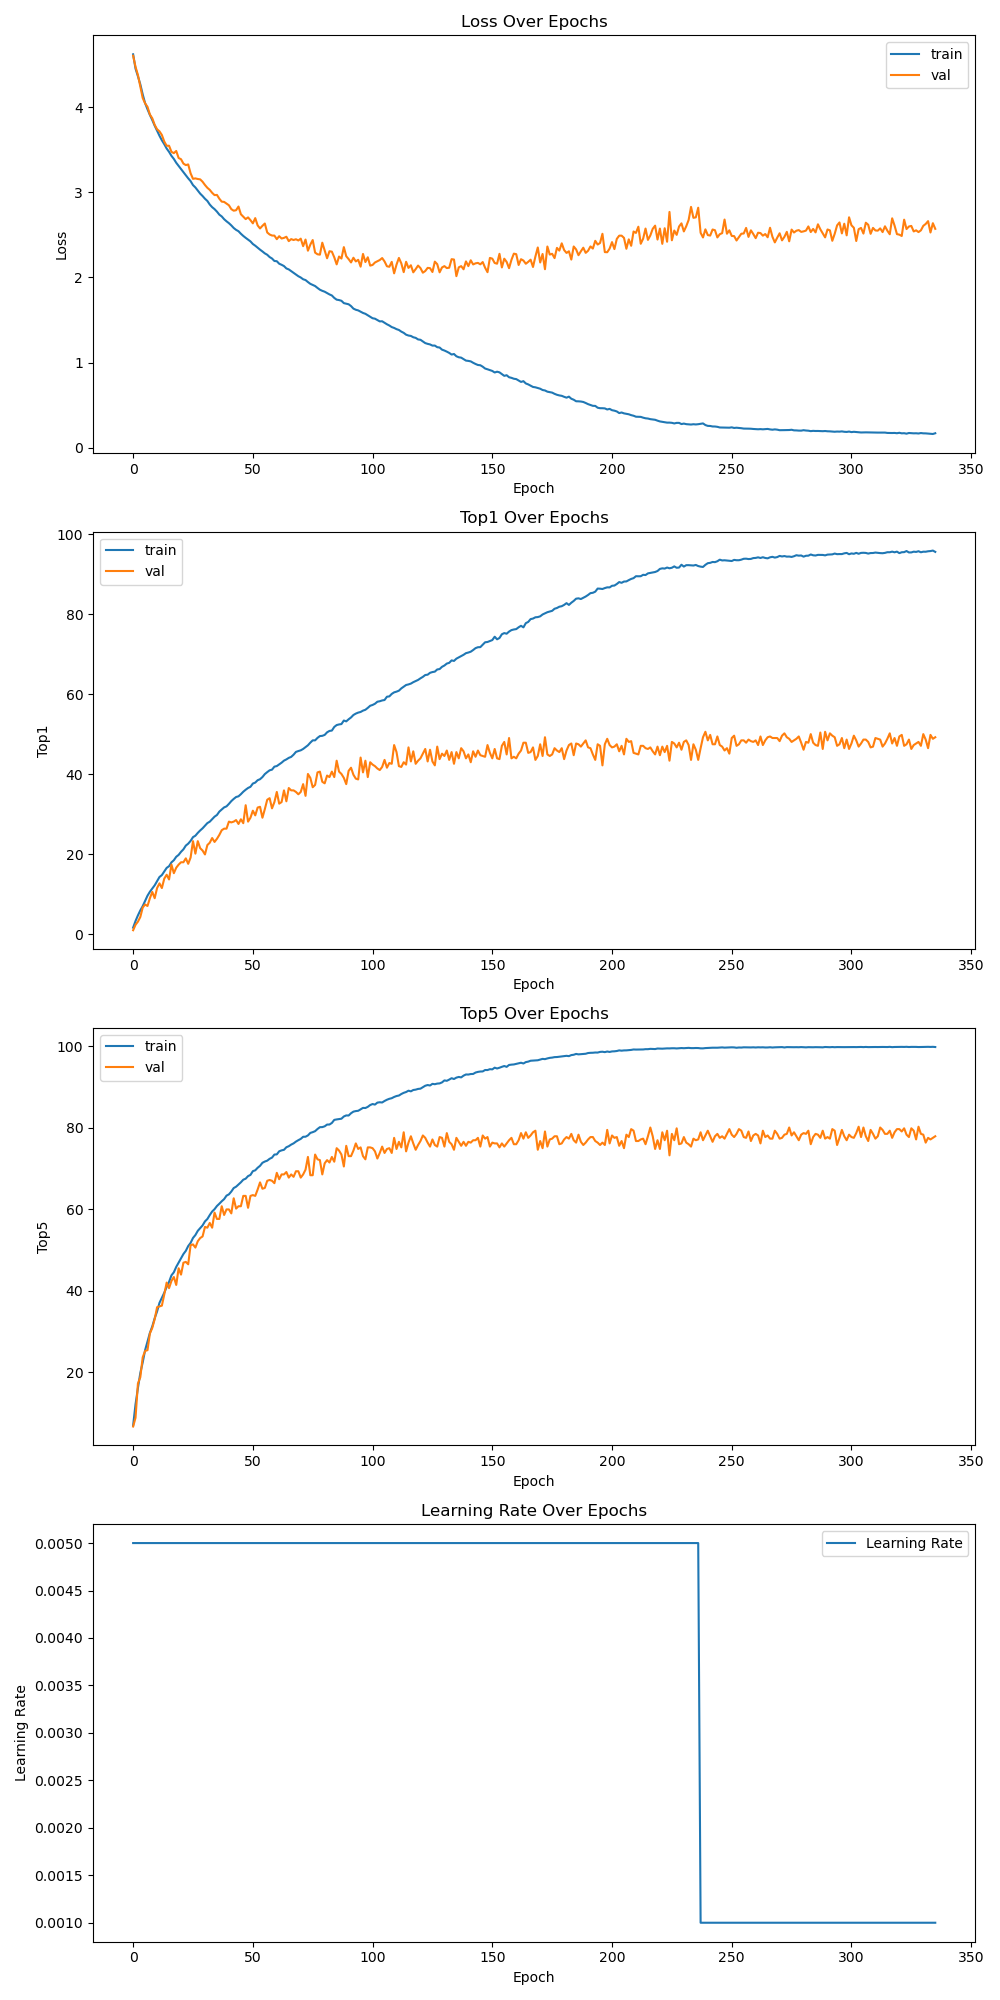 Loss Over Epochs
train
val
4
3
2
1
0
Loss
0 50 100 150 200 250 300 350
Epoch
Top1 Over Epochs
train
val
100
80
60
40
20
0
Top1
0 50 100 150 200 250 300 350
Epoch
Top5 Over Epochs
train
val
100
80
60
40
20
Top5
0 50 100 150 200 250 300 350
Epoch
Learning Rate Over Epochs
Learning Rate
0.0050
0.0045
0.0040
0.0035
0.0030
0.0025
0.0020
0.0015
0.0010
Learning Rate
0 50 100 150 200 250 300 350
Epoch